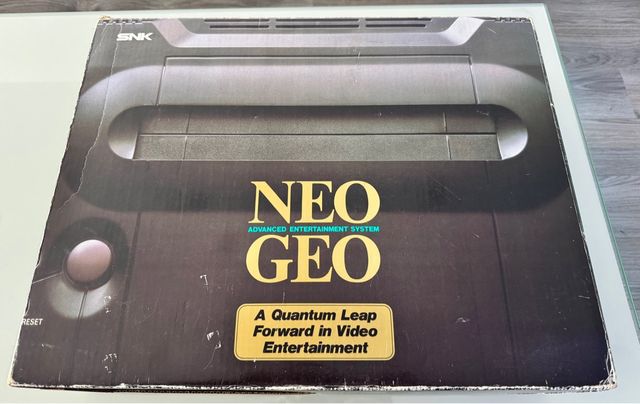 SNK
NEO
ADVANCED ENTERTAINMENT SYSTEM
GEO
A Quantum Leap
Forward in Video
Entertainment
RESET